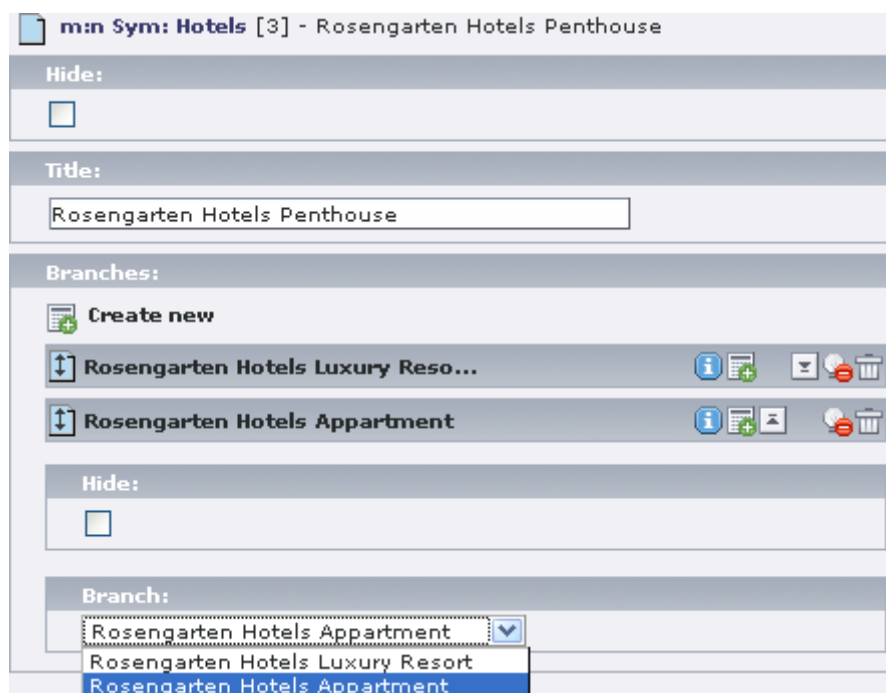 m:n Sym: Hotels [3] - Rosengarten Hotels Penthouse
Hide:
Title:
Rosengarten Hotels Penthouse
Branches:
Create new
Rosengarten Hotels Luxury Reso...
Rosengarten Hotels Appartment
Hide:
Branch:
Rosengarten Hotels Appartment
Rosengarten Hotels Luxury Resort
Rosengarten Hotels Appartment